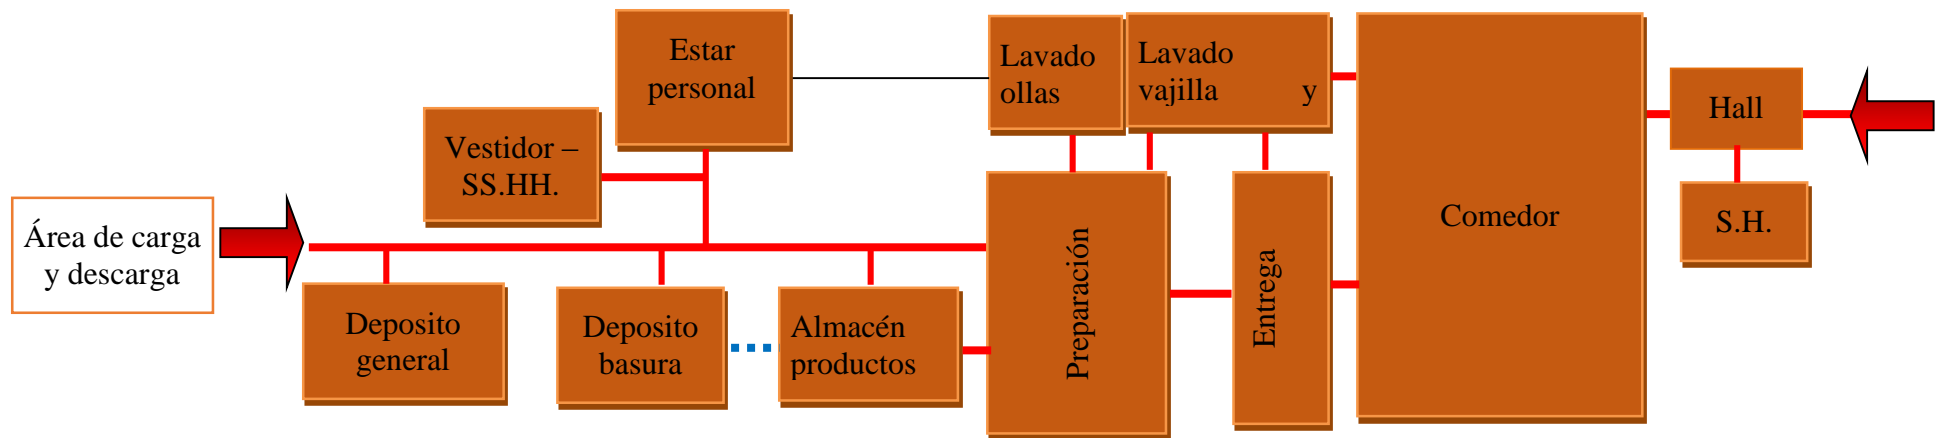 Estar
personal
Lavado
ollas
Lavado
vajilla y
Vestidor –
SS.HH.
Hall
Área de carga
y descarga
Comedor
S.H.
Preparación
Entrega
Deposito
general
Deposito
basura
Almacén
productos